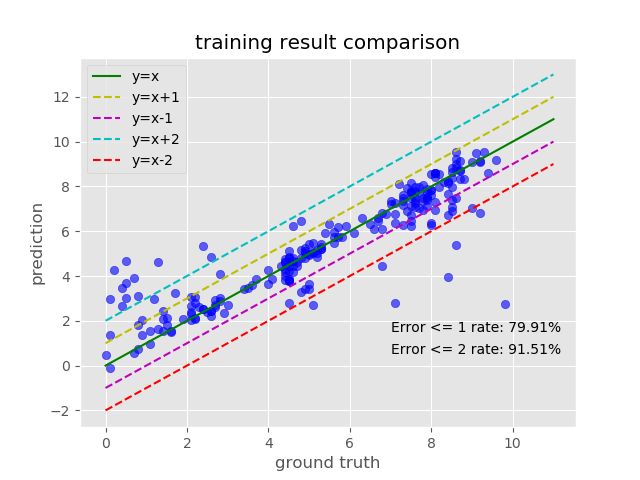 training result comparison
y=x
y=x+1
y=x-1
y=x+2
y=x-2
12
10
8
6
4
2
0
−2
prediction
Error <= 1 rate: 79.91%
Error <= 2 rate: 91.51%
0 2 4 6 8 10
ground truth